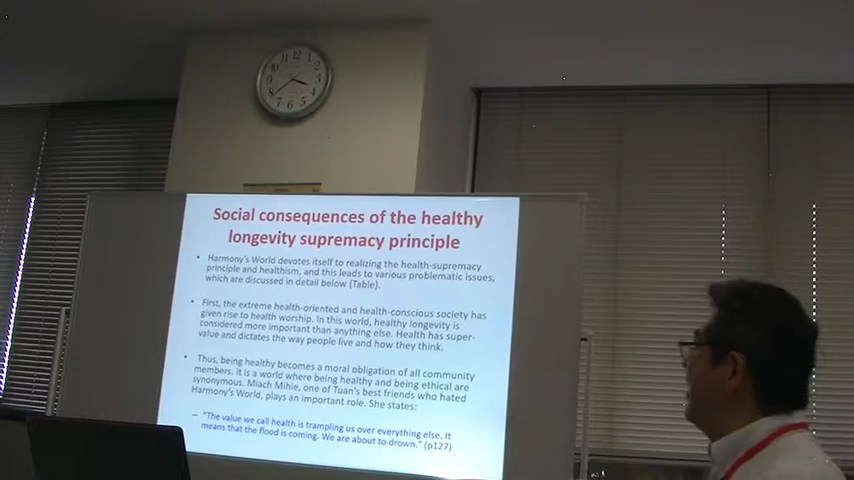 Social consequences of the healthy
longevity supremacy principle
• Harmony's World devotes itself to realizing the health-supremacy
principle and healthism, and this leads to various problematic issues,
which are discussed in detail below (Table).
• First, the extreme health-oriented and health-conscious society has
given rise to health worship. In this world, healthy longevity is
considered more important than anything else. Health has super-
value and dictates the way people live and how they think.
• Thus, being healthy becomes a moral obligation of all community
members. It is a world where being healthy and being ethical are
synonymous. Miach Mihie, one of Tuan's best friends who hated
Harmony's World, plays an important role. She states:
– "The value we call health is trampling us over everything else. It
means that the flood is coming. We are about to drown." (p127)